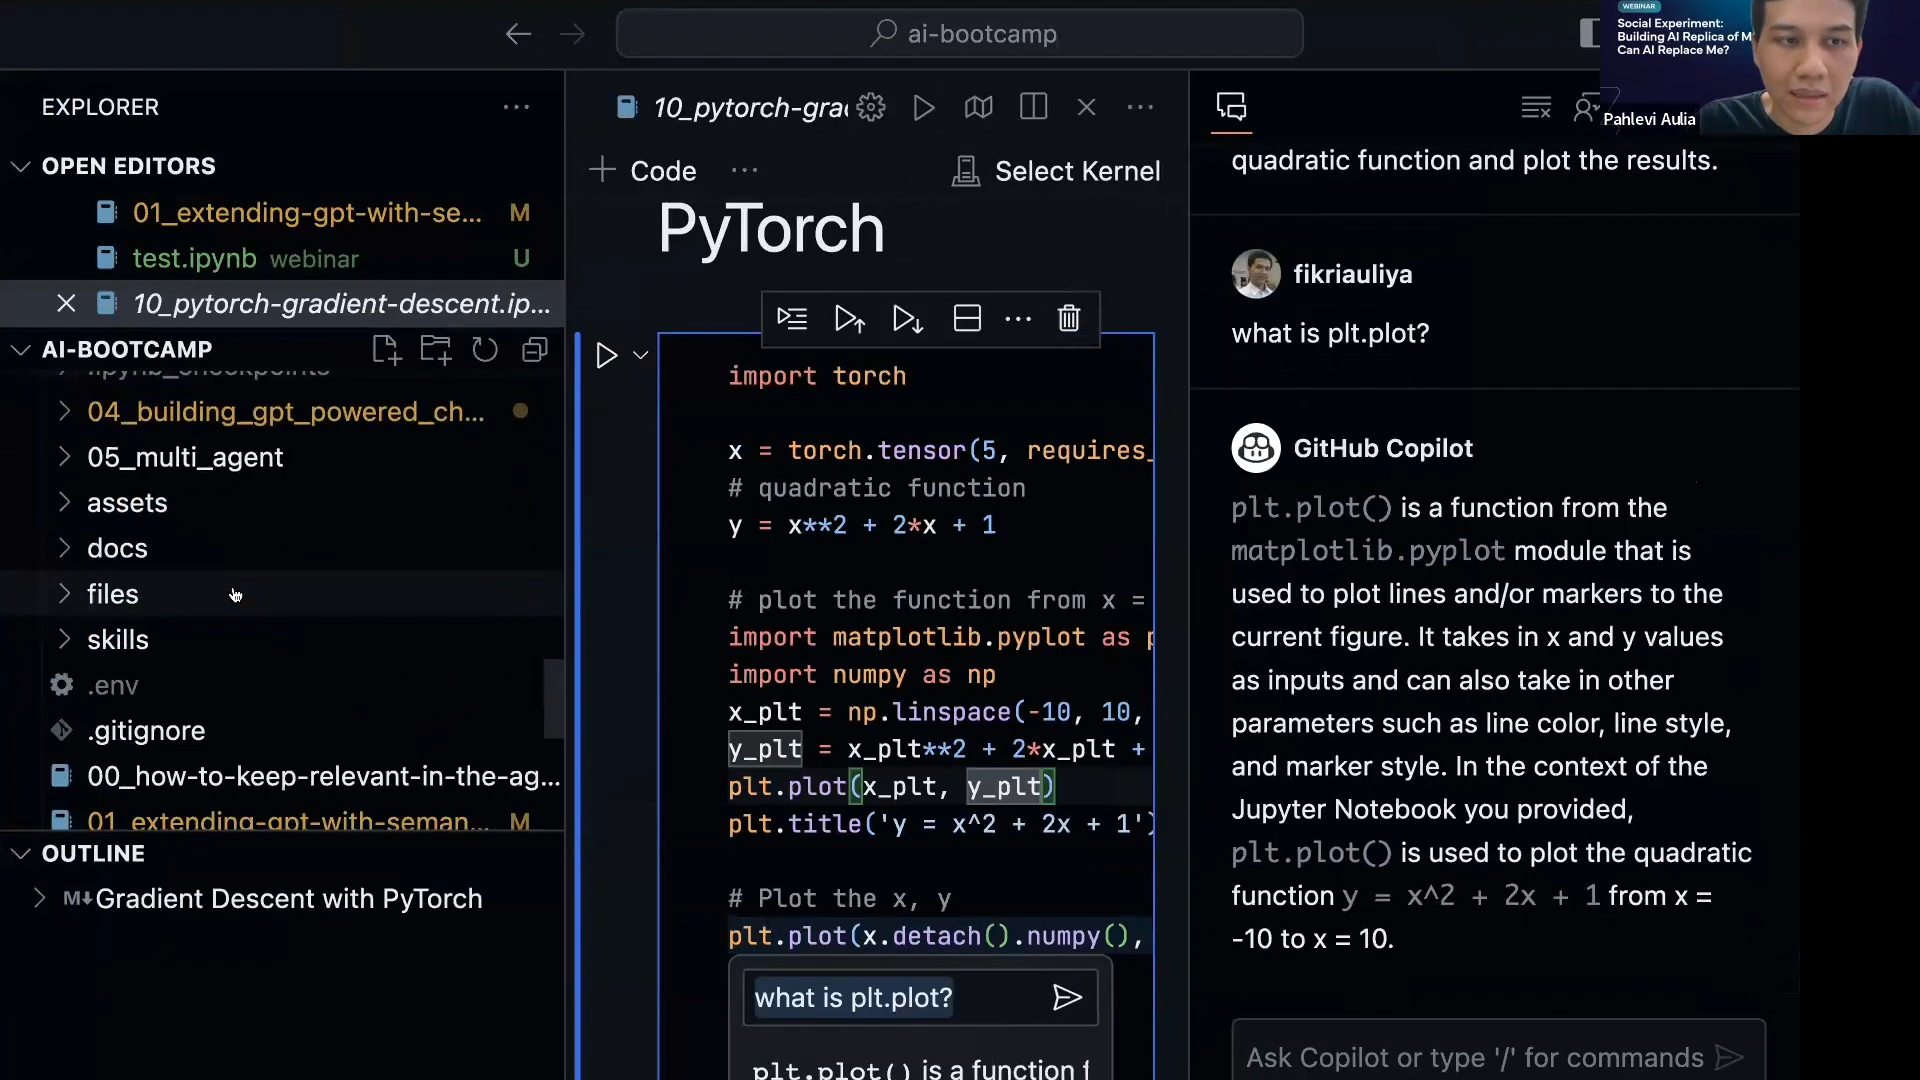 ai-bootcamp
WEBINAR
Social Experiment:
Building AI Replica of M
Can AI Replace Me?
Pahlevi Aulia
EXPLORER
OPEN EDITORS
01_extending-gpt-with-se... M
test.ipynb webinar U
10_pytorch-gradient-descent.ip...
AI-BOOTCAMP
.ipynb_checkpoints
04_building_gpt_powered_ch...
05_multi_agent
assets
docs
files
skills
.env
.gitignore
00_how-to-keep-relevant-in-the-ag...
01_extending-gpt-with-seman... M
OUTLINE
Gradient Descent with PyTorch
10_pytorch-gra
Code
Select Kernel
PyTorch
import torch
x = torch.tensor(5, requires_
# quadratic function
y = x**2 + 2*x + 1
# plot the function from x =
import matplotlib.pyplot as p
import numpy as np
x_plt = np.linspace(-10, 10,
y_plt = x_plt**2 + 2*x_plt +
plt.plot(x_plt, y_plt)
plt.title('y = x^2 + 2x + 1')
# Plot the x, y
plt.plot(x.detach().numpy(),
what is plt.plot?
plt.plot() is a function f
quadratic function and plot the results.
fikriauliya
what is plt.plot?
GitHub Copilot
plt.plot() is a function from the
matplotlib.pyplot module that is
used to plot lines and/or markers to the
current figure. It takes in x and y values
as inputs and can also take in other
parameters such as line color, line style,
and marker style. In the context of the
Jupyter Notebook you provided,
plt.plot() is used to plot the quadratic
function y = x^2 + 2x + 1 from x =
-10 to x = 10.
Ask Copilot or type '/' for commands